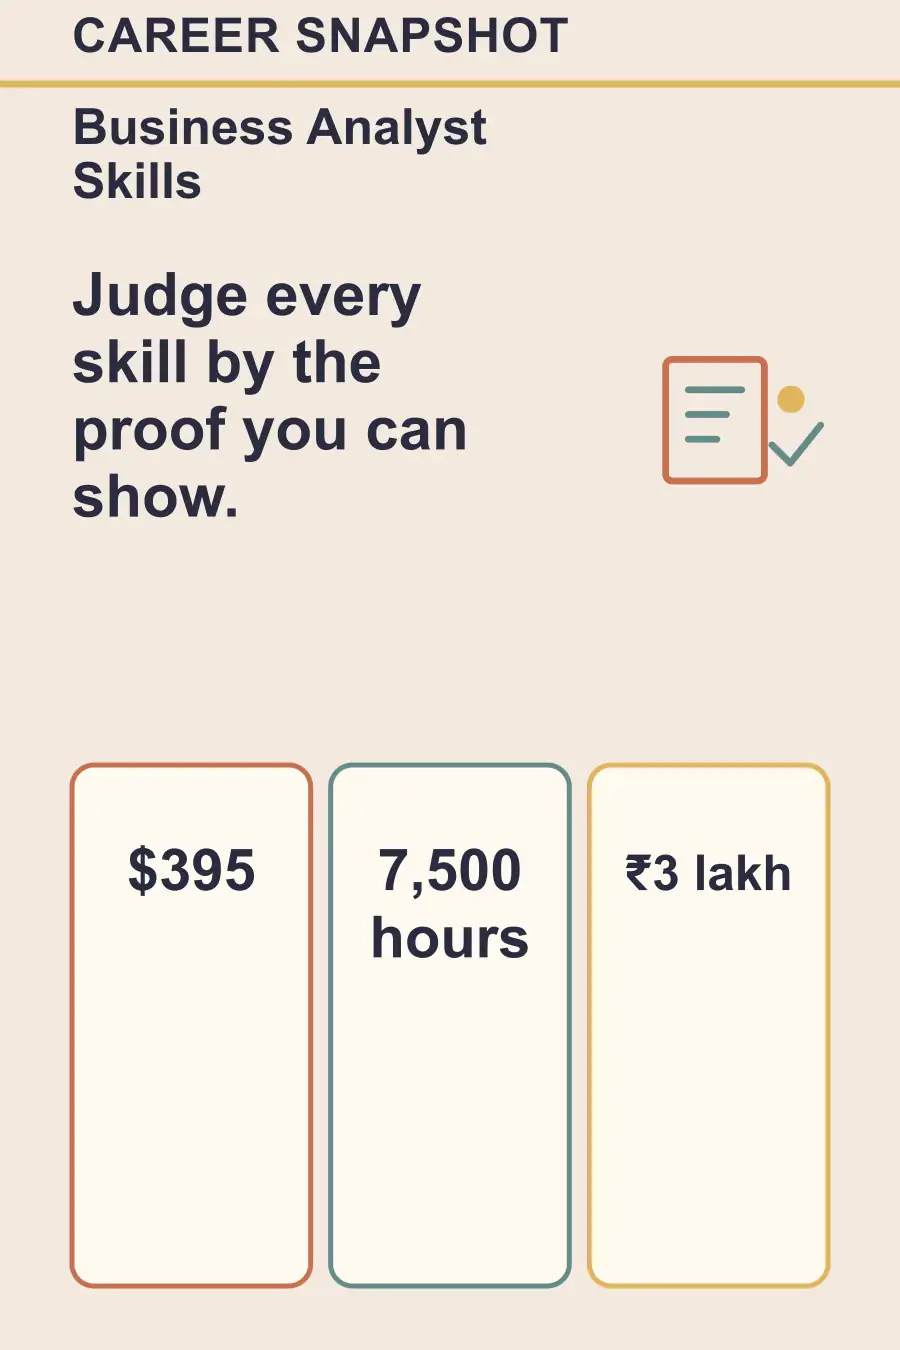 CAREER SNAPSHOT
Business Analyst
Skills
Judge every
skill by the
proof you can
show.
$395
7,500
hours
₹3 lakh